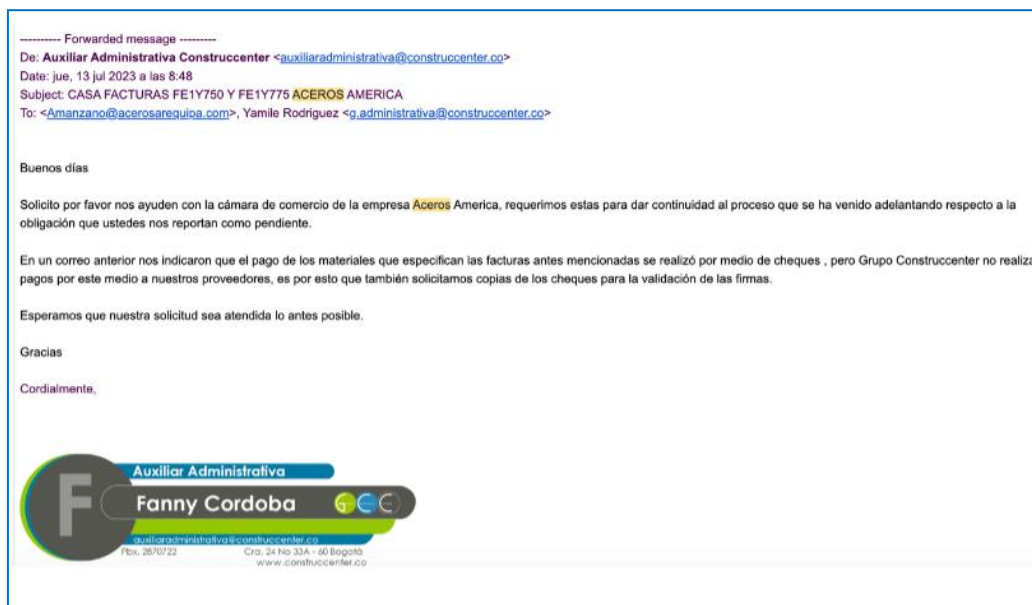 ---------- Forwarded message ---------
De: Auxiliar Administrativa Construccenter <auxiliaradministrativa@construccenter.co>
Date: jue, 13 jul 2023 a las 8:48
Subject: CASA FACTURAS FE1Y750 Y FE1Y775 ACEROS AMERICA
To: <Amanzano@acerosarequipa.com>, Yamile Rodriguez <g.administrativa@construccenter.co>
Buenos días
Solicito por favor nos ayuden con la cámara de comercio de la empresa Aceros America, requerimos estas para dar continuidad al proceso que se ha venido adelantando respecto a la
obligación que ustedes nos reportan como pendiente.
En un correo anterior nos indicaron que el pago de los materiales que especifican las facturas antes mencionadas se realizó por medio de cheques , pero Grupo Construccenter no realiza
pagos por este medio a nuestros proveedores, es por esto que también solicitamos copias de los cheques para la validación de las firmas.
Esperamos que nuestra solicitud sea atendida lo antes posible.
Gracias
Cordialmente,
F
Auxiliar Administrativa
Fanny Cordoba
auxiliaradministrativa@construccenter.co
Pbx. 2870722 Cra. 24 No 33A - 60 Bogotá
www.construccenter.co